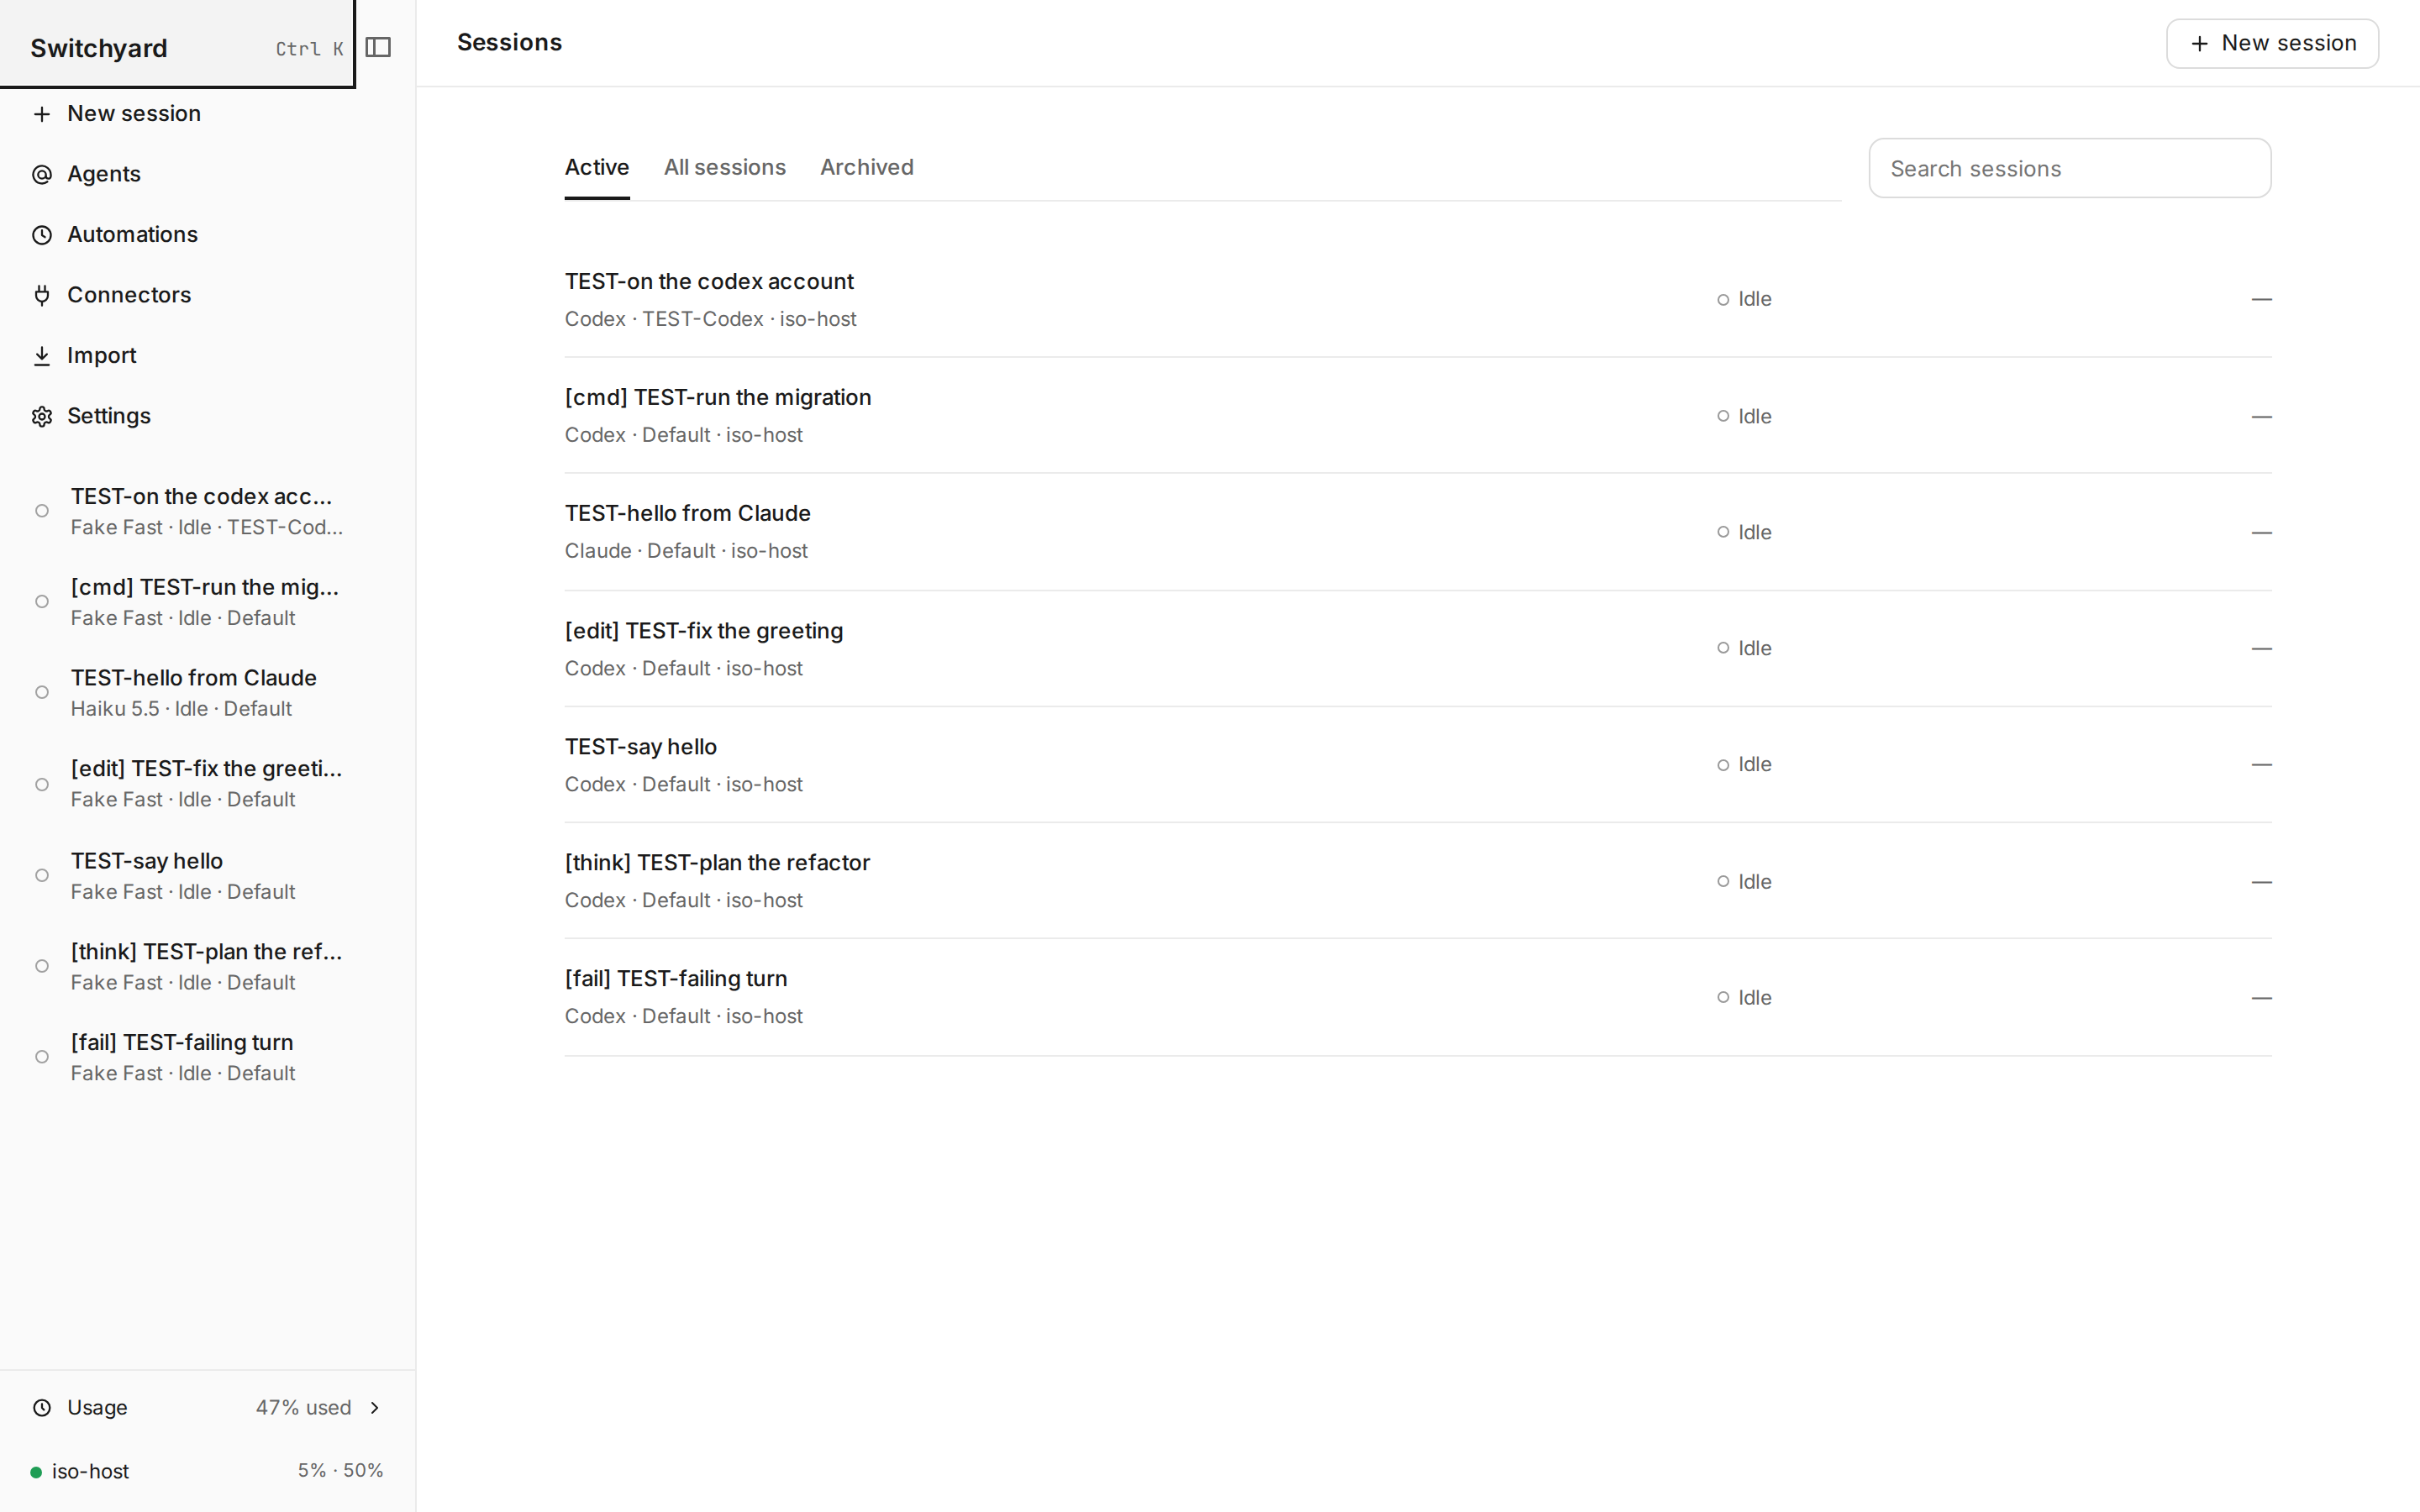 Switchyard Ctrl K
New session
Agents
Automations
Connectors
Import
Settings
TEST-on the codex acc...
Fake Fast · Idle · TEST-Cod...
[cmd] TEST-run the mig...
Fake Fast · Idle · Default
TEST-hello from Claude
Haiku 5.5 · Idle · Default
[edit] TEST-fix the greeti...
Fake Fast · Idle · Default
TEST-say hello
Fake Fast · Idle · Default
[think] TEST-plan the ref...
Fake Fast · Idle · Default
[fail] TEST-failing turn
Fake Fast · Idle · Default
Usage 47% used
iso-host 5% · 50%
Sessions
New session
Active All sessions Archived
Search sessions
TEST-on the codex account
Codex · TEST-Codex · iso-host
Idle —
[cmd] TEST-run the migration
Codex · Default · iso-host
Idle —
TEST-hello from Claude
Claude · Default · iso-host
Idle —
[edit] TEST-fix the greeting
Codex · Default · iso-host
Idle —
TEST-say hello
Codex · Default · iso-host
Idle —
[think] TEST-plan the refactor
Codex · Default · iso-host
Idle —
[fail] TEST-failing turn
Codex · Default · iso-host
Idle —